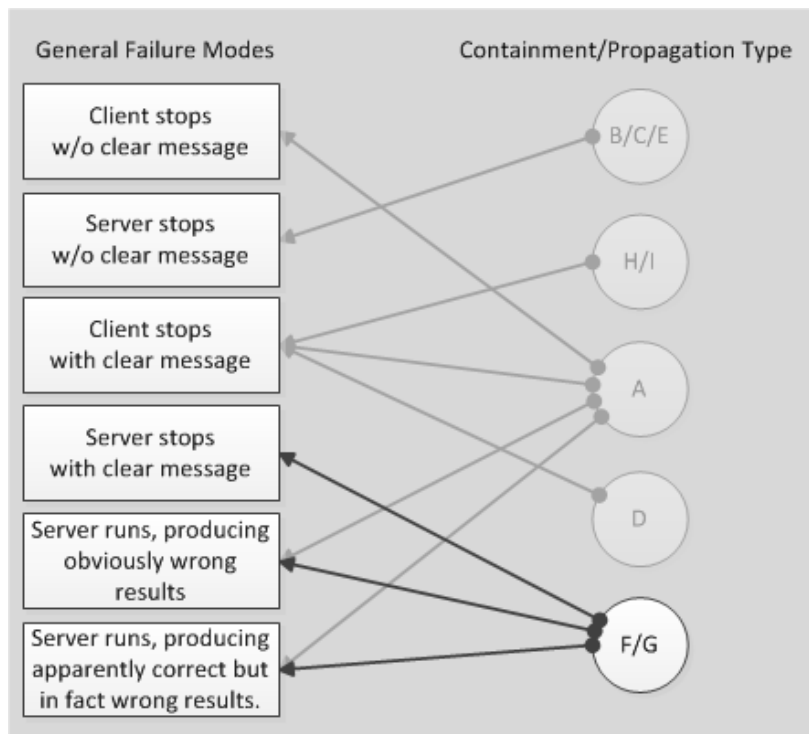 General Failure Modes
Containment/Propagation Type
Client stops
w/o clear message
Server stops
w/o clear message
Client stops
with clear message
Server stops
with clear message
Server runs, producing
obviously wrong
results
Server runs, producing
apparently correct but
in fact wrong results.
B/C/E
H/I
A
D
F/G